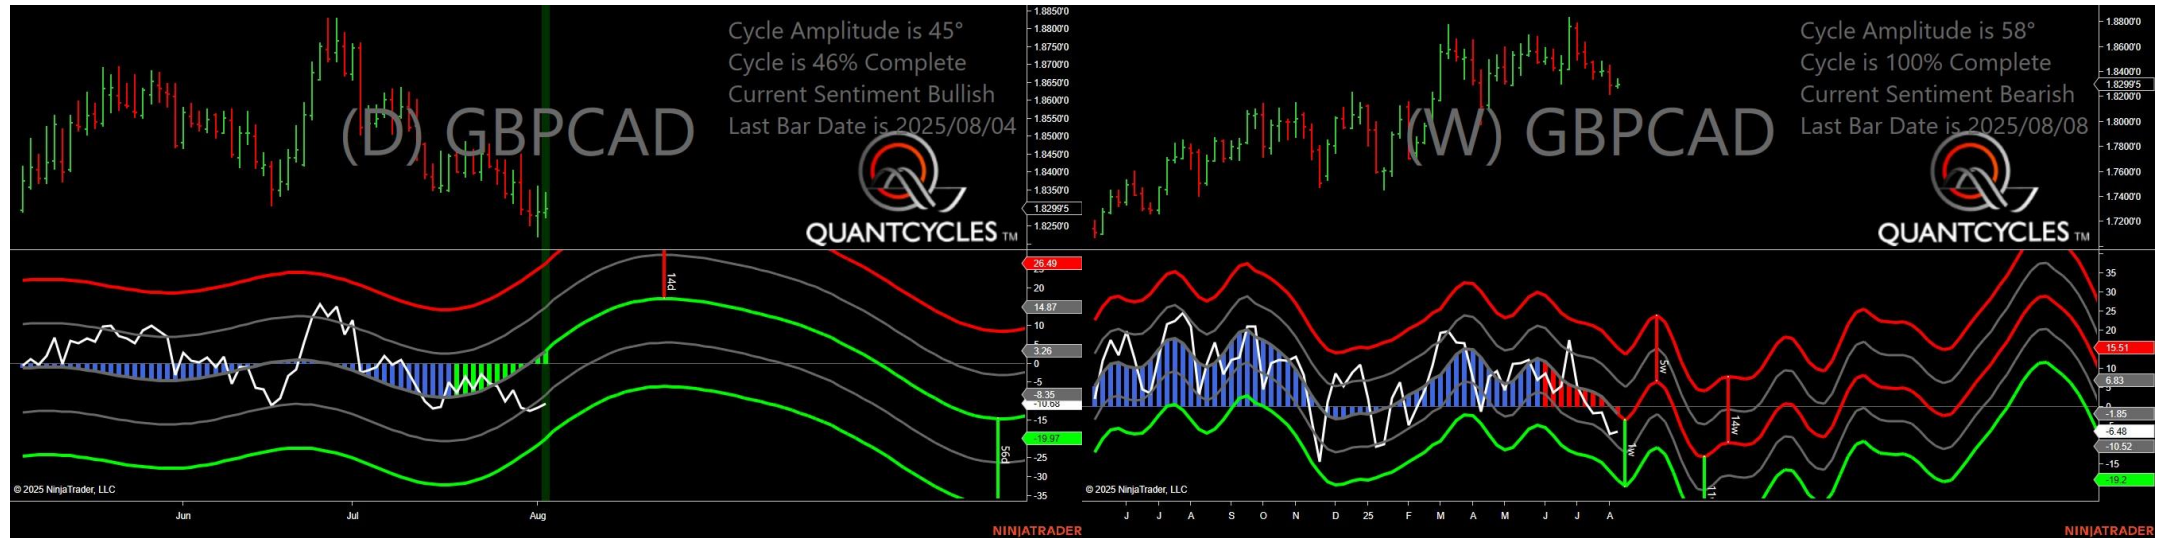 Cycle Amplitude is 45°
Cycle is 46% Complete
Current Sentiment Bullish
Last Bar Date is 2025/08/04
(D) GBPCAD
QUANTCYCLES TM
1.8850'0
1.8800'0
1.8750'0
1.8700'0
1.8650'0
1.8600'0
1.8550'0
1.8500'0
1.8450'0
1.8400'0
1.8350'0
1.8299'5
1.8250'0
14d
56d
26.49
20
14.87
10
5
3.26
0
-5
-8.35
-10.68
-15
-19.97
-25
-30
-35
© 2025 NinjaTrader, LLC
Jun
Jul
Aug
NINJATRADER
Cycle Amplitude is 58°
Cycle is 100% Complete
Current Sentiment Bearish
Last Bar Date is 2025/08/08
(W) GBPCAD
QUANTCYCLES TM
1.8800'0
1.8600'0
1.8400'0
1.8299'5
1.8200'0
1.8000'0
1.7800'0
1.7600'0
1.7400'0
1.7200'0
5w
14w
1w
11
35
30
25
20
15.51
10
6.83
5
0
-1.85
-6.48
-10.52
-15
-19.2
© 2025 NinjaTrader, LLC
J
J
A
S
O
N
D
25
F
M
A
M
J
J
A
NINJATRADER